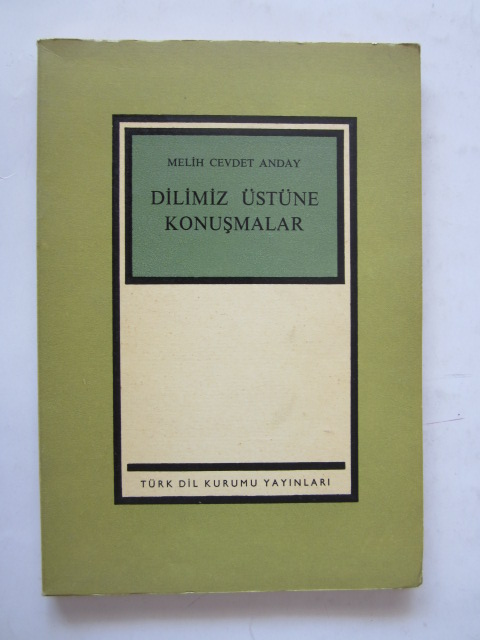 MELİH CEVDET ANDAY
DİLİMİZ ÜSTÜNE
KONUŞMALAR
TÜRK DİL KURUMU YAYINLARI